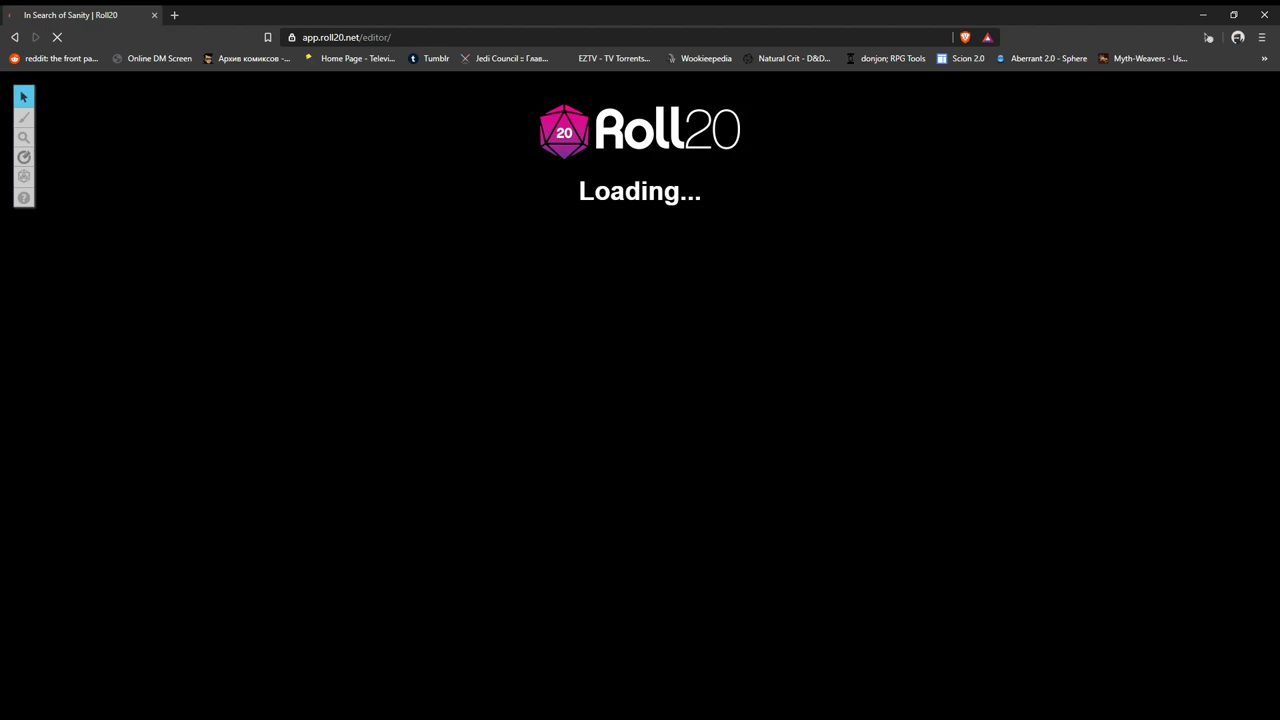 In Search of Sanity | Roll20
app.roll20.net/editor/
reddit: the front pa...
Online DM Screen
Архив комиксов -...
Home Page - Televi...
Tumblr
Jedi Council :: Глав...
EZTV - TV Torrents...
Wookieepedia
Natural Crit - D&D...
donjon; RPG Tools
Scion 2.0
Aberrant 2.0 - Sphere
Myth-Weavers - Us...
»
20 Roll20
Loading...